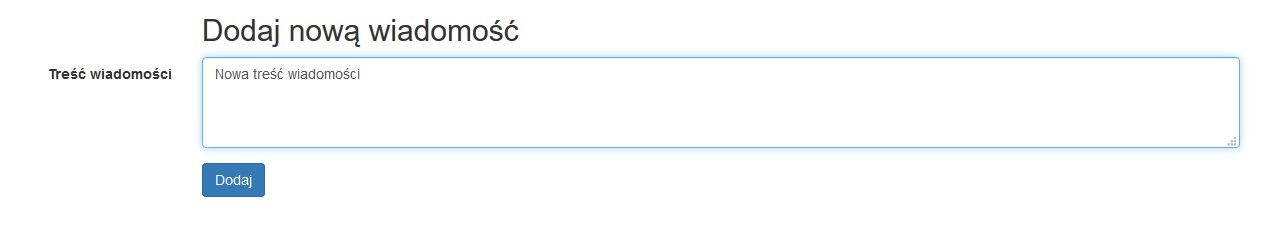 Dodaj nową wiadomość
Treść wiadomości
Nowa treść wiadomości
Dodaj